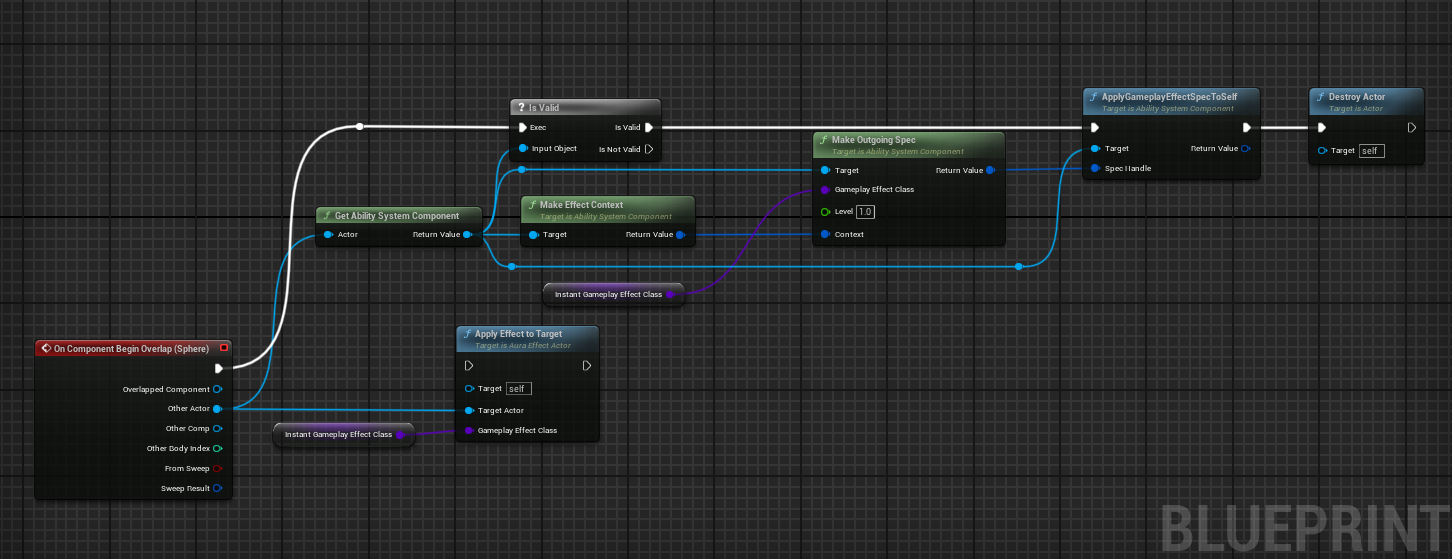 ? Is Valid
Exec
Is Valid
Input Object
Is Not Valid
f ApplyGameplayEffectSpecToSelf
Target is Ability System Component
Target
Return Value
Spec Handle
f Destroy Actor
Target is Actor
Target
self
f Make Outgoing Spec
Target is Ability System Component
Target
Return Value
Gameplay Effect Class
Level
1.0
Context
f Get Ability System Component
Actor
Return Value
f Make Effect Context
Target is Ability System Component
Target
Return Value
Instant Gameplay Effect Class
On Component Begin Overlap (Sphere)
Overlapped Component
Other Actor
Other Comp
Other Body Index
From Sweep
Sweep Result
f Apply Effect to Target
Target is Aura Effect Actor
Target
self
Target Actor
Gameplay Effect Class
Instant Gameplay Effect Class
BLUEPRINT